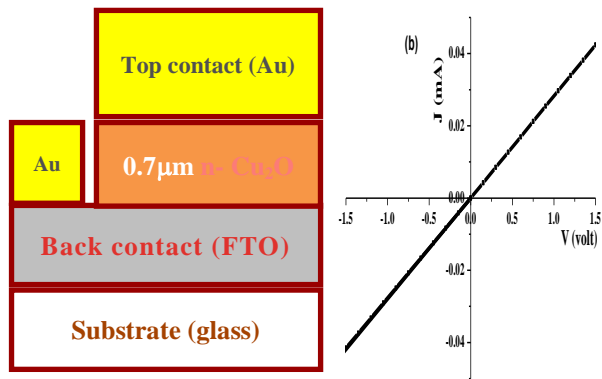 Top contact (Au)
Au
0.7µm n- Cu₂O
Back contact (FTO)
Substrate (glass)
(b)
J (mA)
0.04
0.02
0.00
-0.02
-0.04
-1.5 -1.0 -0.5 0.0 0.5 1.0 1.5
V (volt)